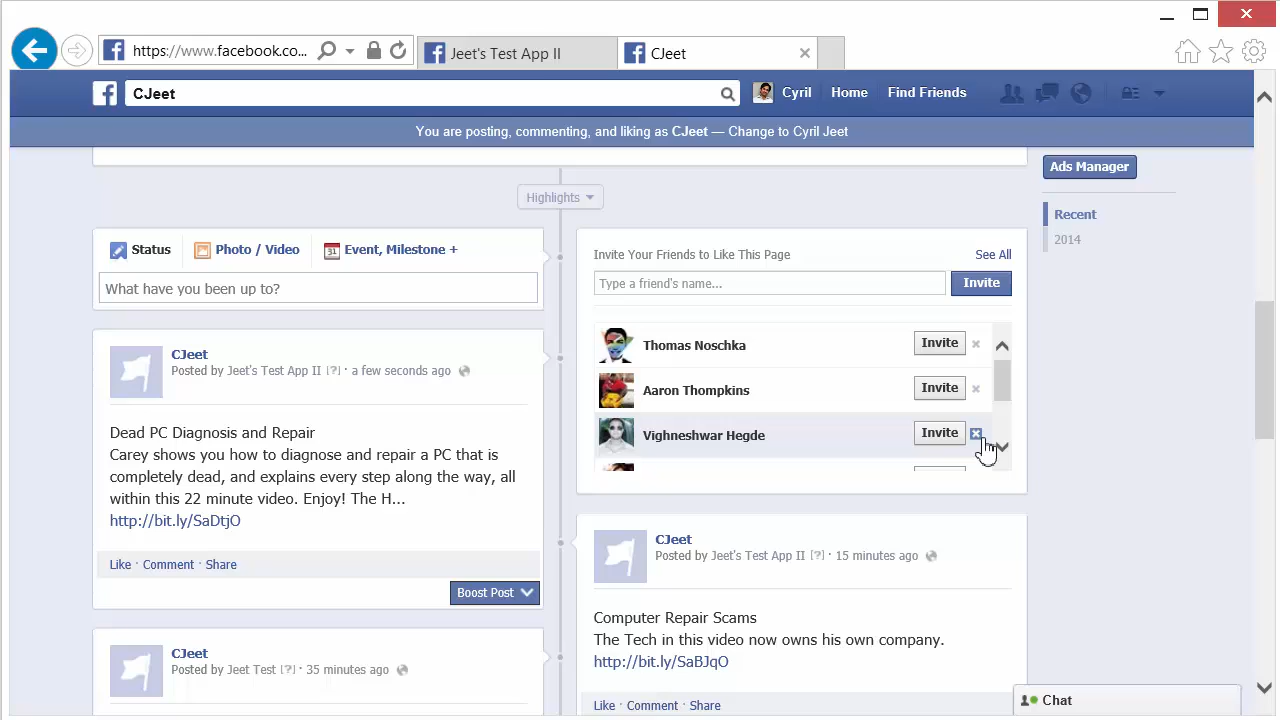 https://www.facebook.co...
Jeet's Test App II
CJeet
CJeet
Cyril
Home
Find Friends
You are posting, commenting, and liking as CJeet — Change to Cyril Jeet
Ads Manager
Highlights
Recent
2014
Status
Photo / Video
31
Event, Milestone +
What have you been up to?
Invite Your Friends to Like This Page
See All
Type a friend's name...
Invite
Thomas Noschka
Invite
Aaron Thompkins
Invite
Vighneshwar Hegde
Invite
CJeet
Posted by Jeet's Test App II [?] · a few seconds ago
Dead PC Diagnosis and Repair
Carey shows you how to diagnose and repair a PC that is
completely dead, and explains every step along the way, all
within this 22 minute video. Enjoy! The H...
http://bit.ly/SaDtjO
Like · Comment · Share
Boost Post
CJeet
Posted by Jeet's Test App II [?] · 15 minutes ago
Computer Repair Scams
The Tech in this video now owns his own company.
http://bit.ly/SaBJqO
Like · Comment · Share
CJeet
Posted by Jeet Test [?] · 35 minutes ago
Chat